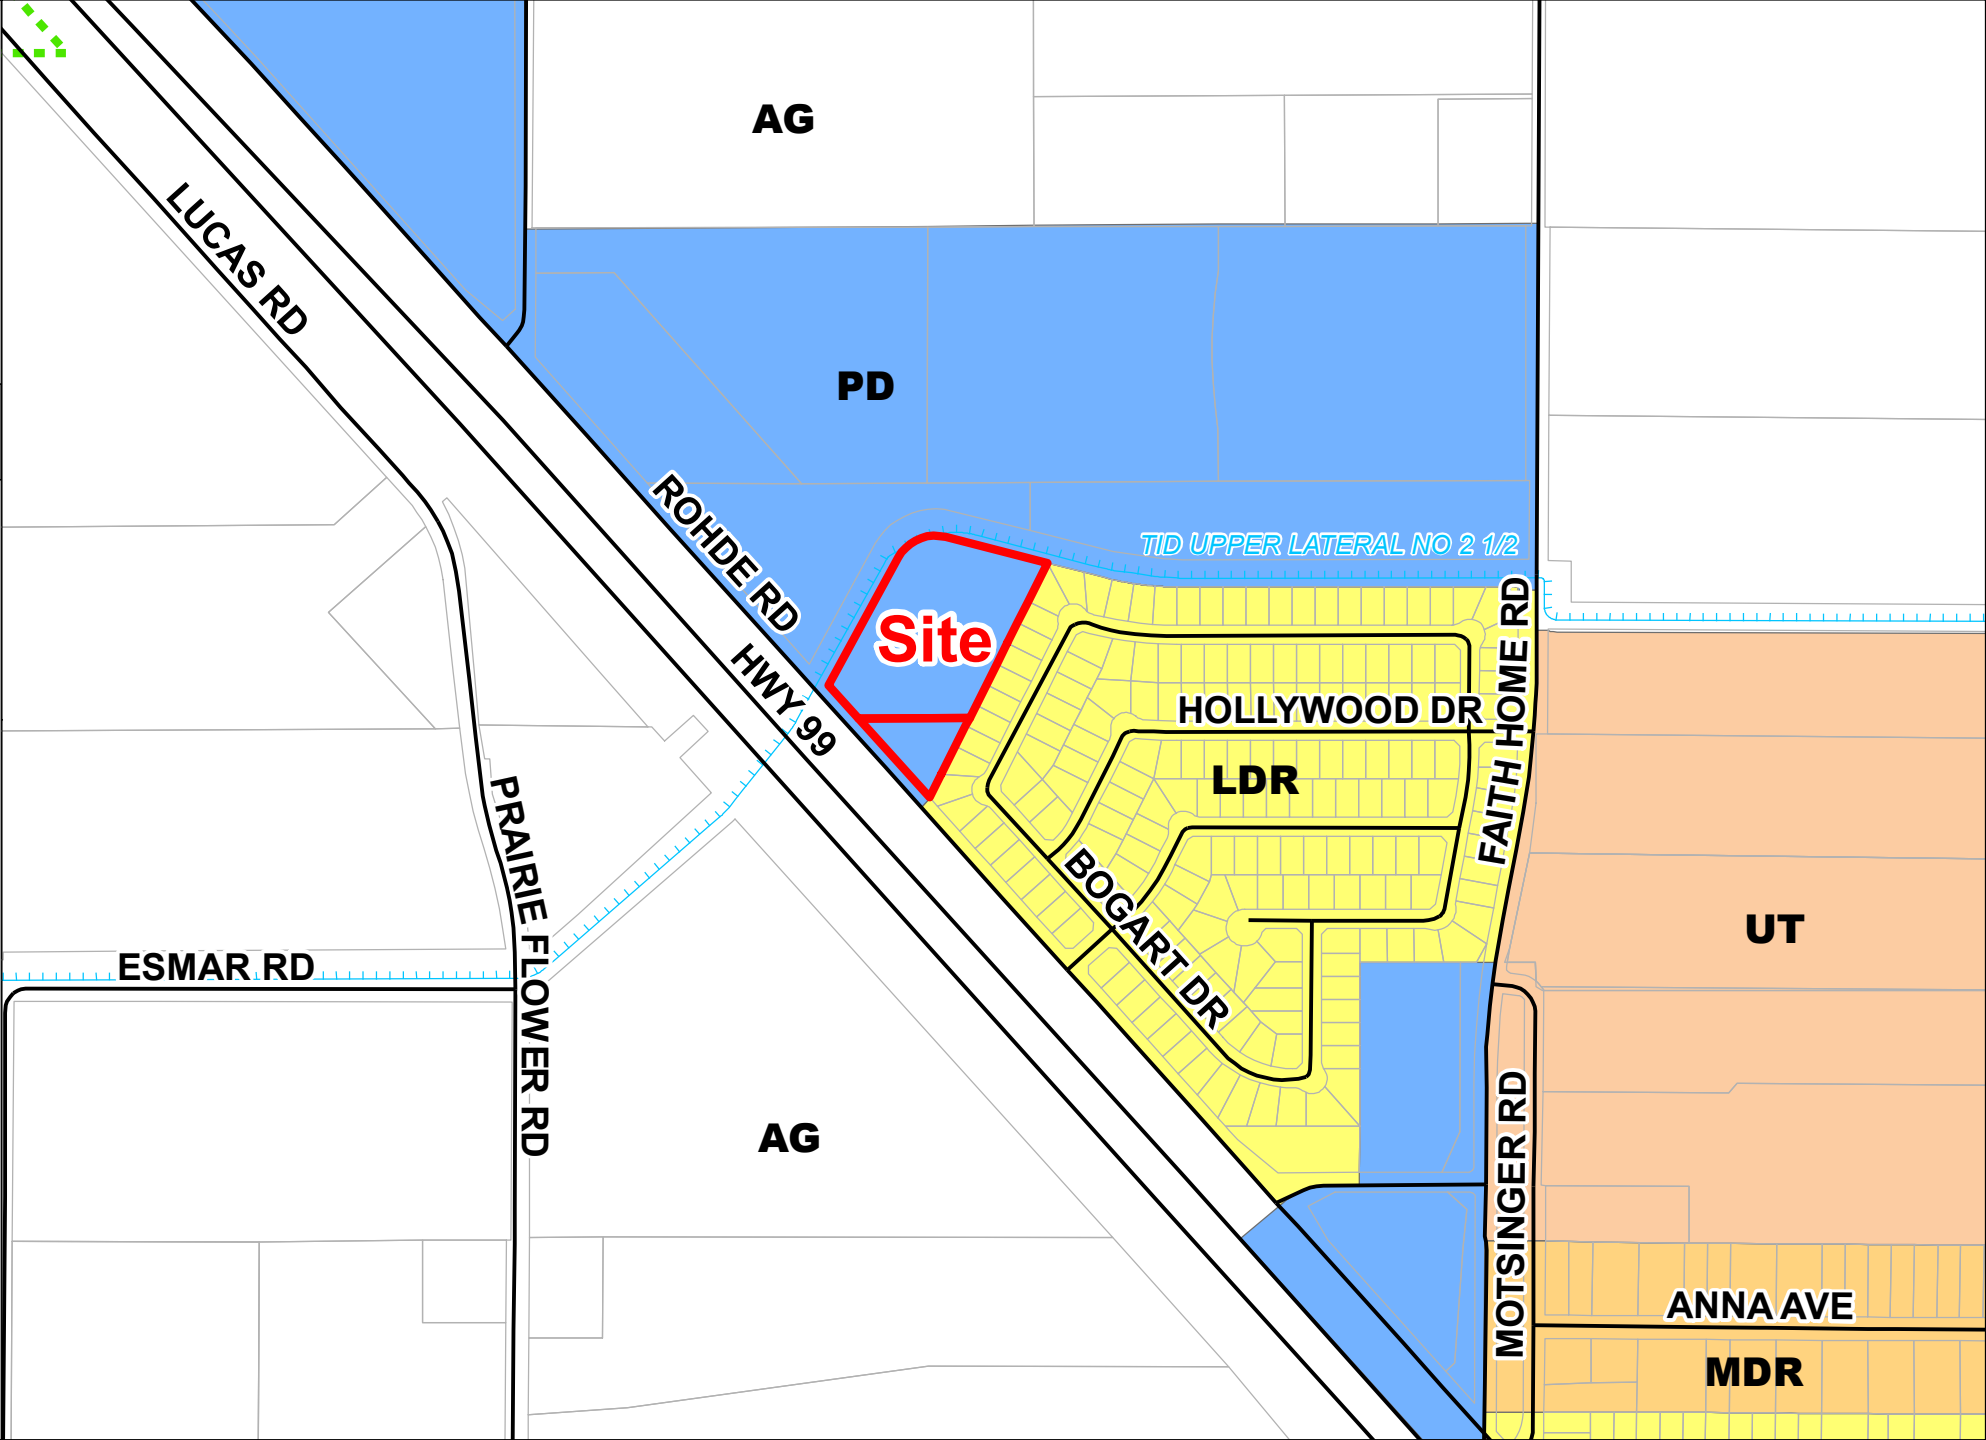 AG
LUCAS RD
PD
ROHDE RD
TID UPPER LATERAL NO 2 1/2
Site
HWY 99
HOLLYWOOD DR
FAITH HOME RD
LDR
PRAIRIE FLOWER RD
BOGART DR
UT
ESMAR RD
AG
MOTSINGER RD
ANNA AVE
MDR